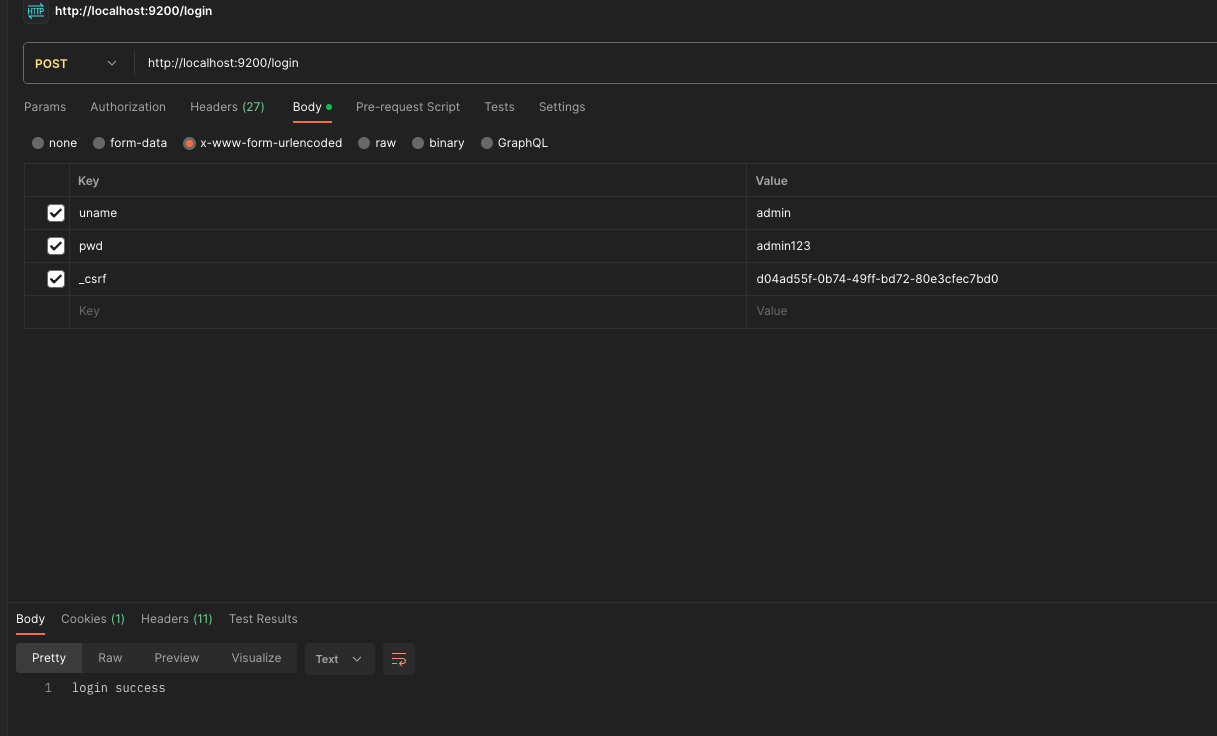 HTTP http://localhost:9200/login
POST http://localhost:9200/login
Params Authorization Headers (27) Body Pre-request Script Tests Settings
none form-data x-www-form-urlencoded raw binary GraphQL
Key Value
uname admin
pwd admin123
_csrf d04ad55f-0b74-49ff-bd72-80e3cfec7bd0
Key Value
Body Cookies (1) Headers (11) Test Results
Pretty Raw Preview Visualize Text
1 login success